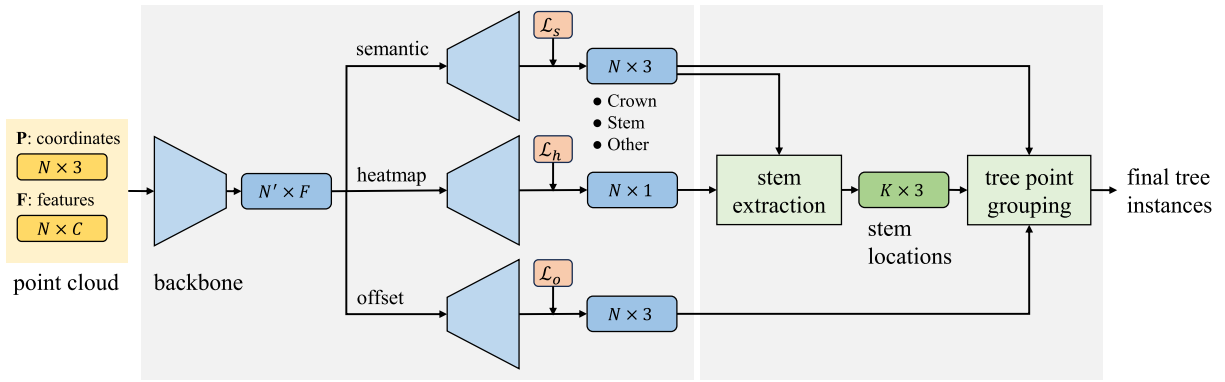 P: coordinates
N × 3
F: features
N × C
point cloud
backbone
N′ × F
semantic
heatmap
offset
ℒs
N × 3
● Crown
● Stem
● Other
ℒh
N × 1
ℒo
N × 3
stem
extraction
K × 3
stem
locations
tree point
grouping
final tree
instances